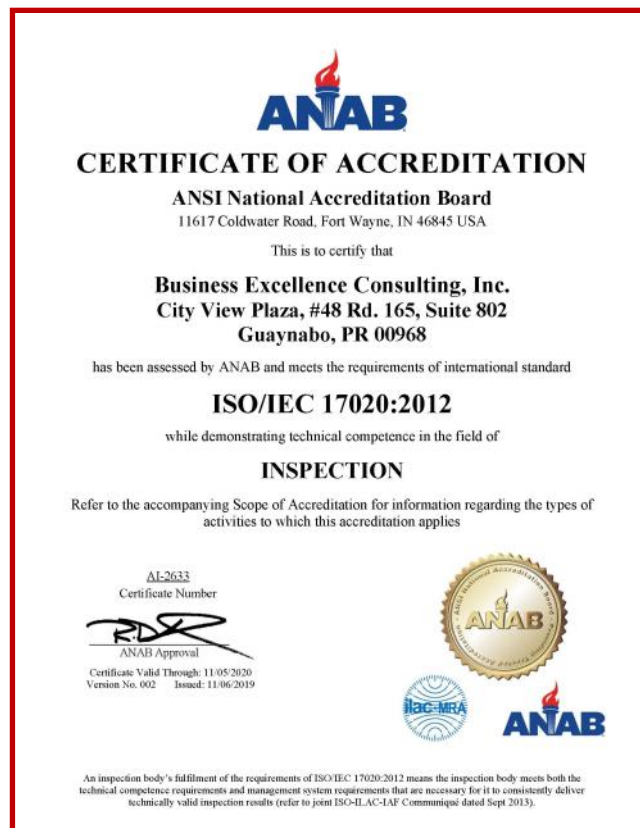 ANAB
CERTIFICATE OF ACCREDITATION
ANSI National Accreditation Board
11617 Coldwater Road, Fort Wayne, IN 46845 USA
This is to certify that
Business Excellence Consulting, Inc.
City View Plaza, #48 Rd. 165, Suite 802
Guaynabo, PR 00968
has been assessed by ANAB and meets the requirements of international standard
ISO/IEC 17020:2012
while demonstrating technical competence in the field of
INSPECTION
Refer to the accompanying Scope of Accreditation for information regarding the types of
activities to which this accreditation applies
AI-2633
Certificate Number
ANAB Approval
Certificate Valid Through: 11/05/2020
Version No. 002 Issued: 11/06/2019
ANSI National Accreditation Board
ANAB
ilac-MRA
ANAB
An inspection body's fulfilment of the requirements of ISO/IEC 17020:2012 means the inspection body meets both the
technical competence requirements and management system requirements that are necessary for it to consistently deliver
technically valid inspection results (refer to joint ISO-ILAC-IAF Communiqué dated Sept 2013).